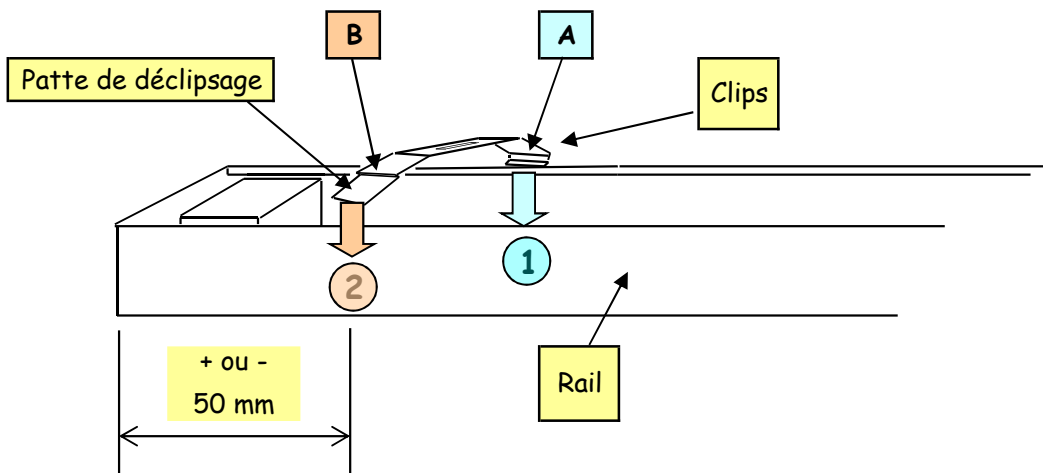 B
A
Patte de déclipsage
Clips
1
2
+ ou -
50 mm
Rail